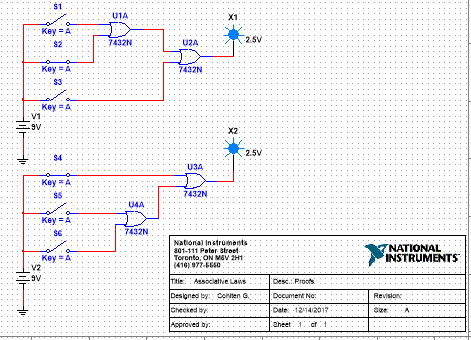 S1
Key = A
U1A
7432N
X1
2.5V
S2
Key = A
U2A
7432N
S3
Key = A
V1
9V
X2
2.5V
S4
Key = A
U3A
7432N
S5
Key = A
U4A
7432N
S6
Key = A
V2
9V
National Instruments
801-111 Peter Street
Toronto, ON M5V 2H1
(416) 977-5550
NATIONAL
INSTRUMENTS
Title: Associative Laws Desc.: Proofs
Designed by: Cohlten G. Document No: Revision:
Checked by: Date: 12/14/2017 Size: A
Approved by: Sheet 1 of 1